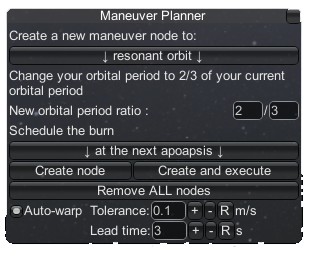 Maneuver Planner
Create a new maneuver node to:
↓ resonant orbit ↓
Change your orbital period to 2/3 of your current
orbital period
New orbital period ratio : 2 / 3
Schedule the burn
↓ at the next apoapsis ↓
Create node Create and execute
Remove ALL nodes
Auto-warp Tolerance: 0.1 + - R m/s
Lead time: 3 + - R s